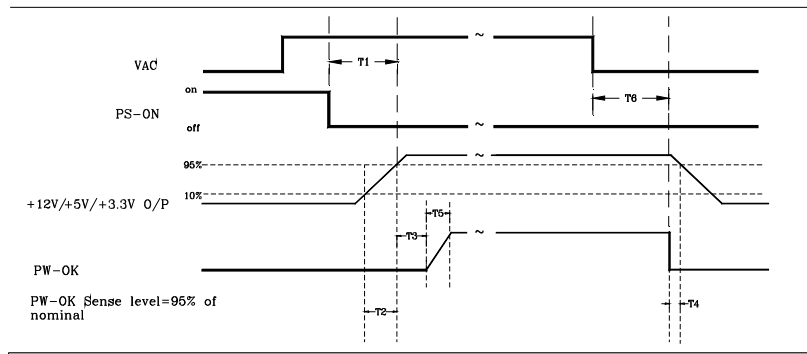 ~
VAC
T1
T6
on
PS-ON
off
~
95%
~
10%
+12V/+5V/+3.3V O/P
T5
T3
~
PW-OK
PW-OK Sense level=95% of
nominal
T2
T4